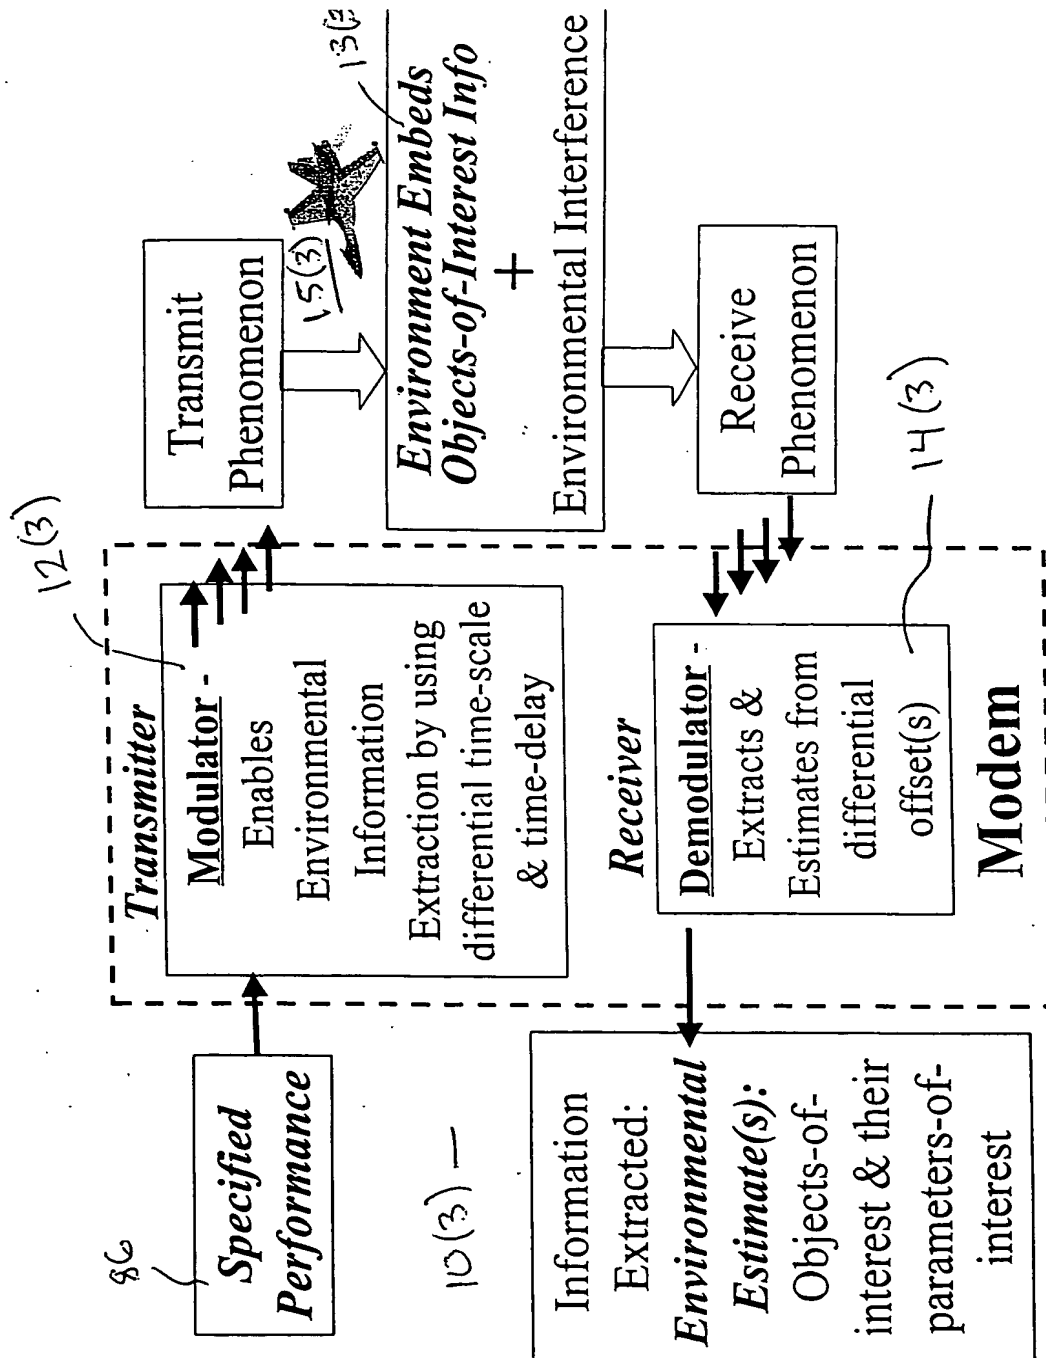 86
Specified
Performance
10(3)
Information
Extracted:
Environmental
Estimate(s):
Objects-of-
interest & their
parameters-of-
interest
12(3)
Transmitter
Modulator -
Enables
Environmental
Information
Extraction by using
differential time-scale
& time-delay
Receiver
Demodulator -
Extracts &
Estimates from
differential
offset(s)
Modem
14(3)
Transmit
Phenomenon
15(3)
Environment Embeds
Objects-of-Interest Info
+
Environmental Interference
Receive
Phenomenon